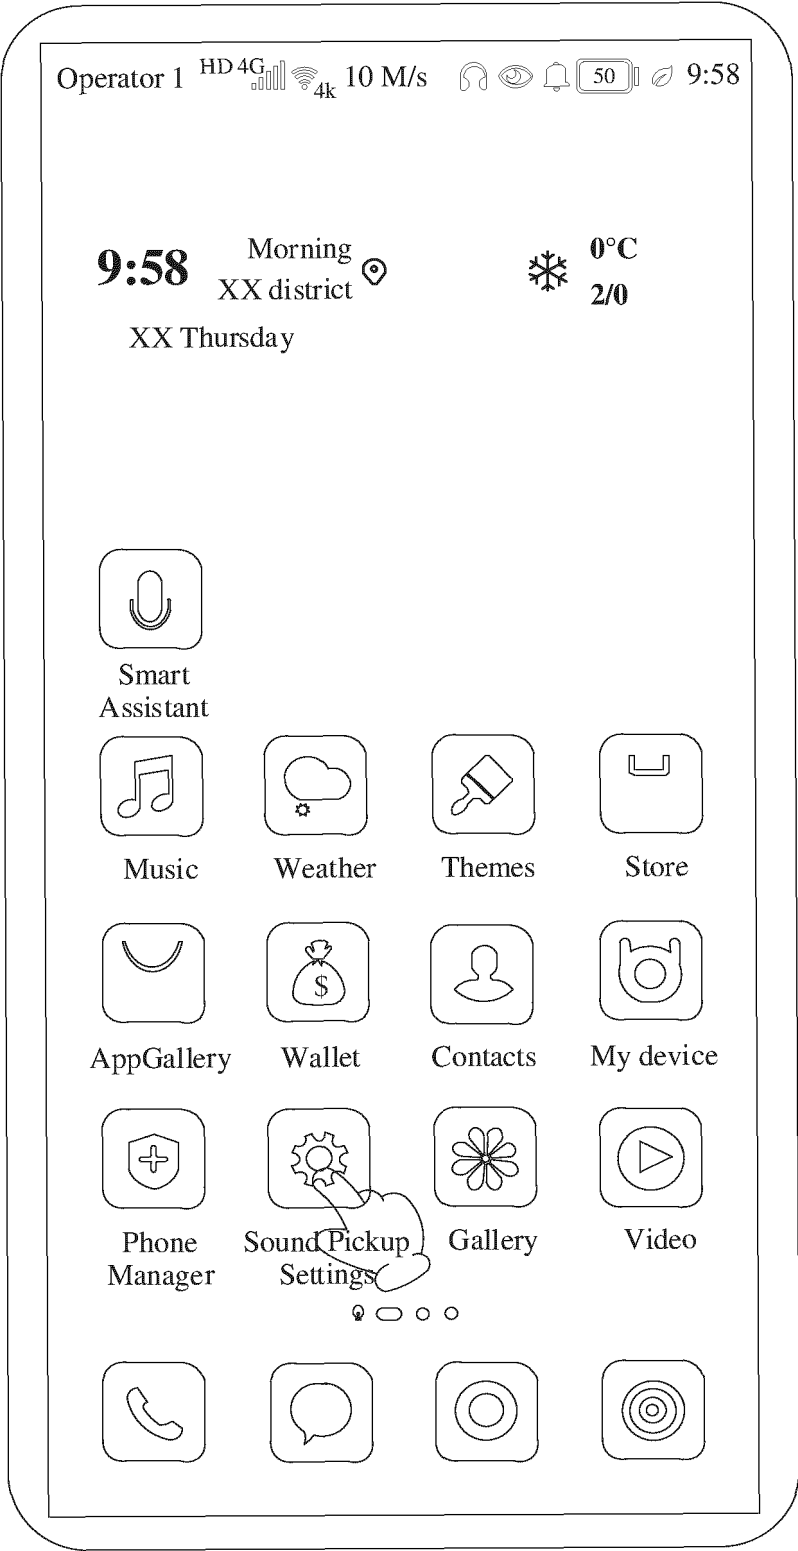 Operator 1 HD 4G 4k 10 M/s 50 9:58
9:58 Morning 0°C
XX district 2/0
XX Thursday
Smart
Assistant
Music Weather Themes Store
$
AppGallery Wallet Contacts My device
Phone Sound Pickup Gallery Video
Manager Settings